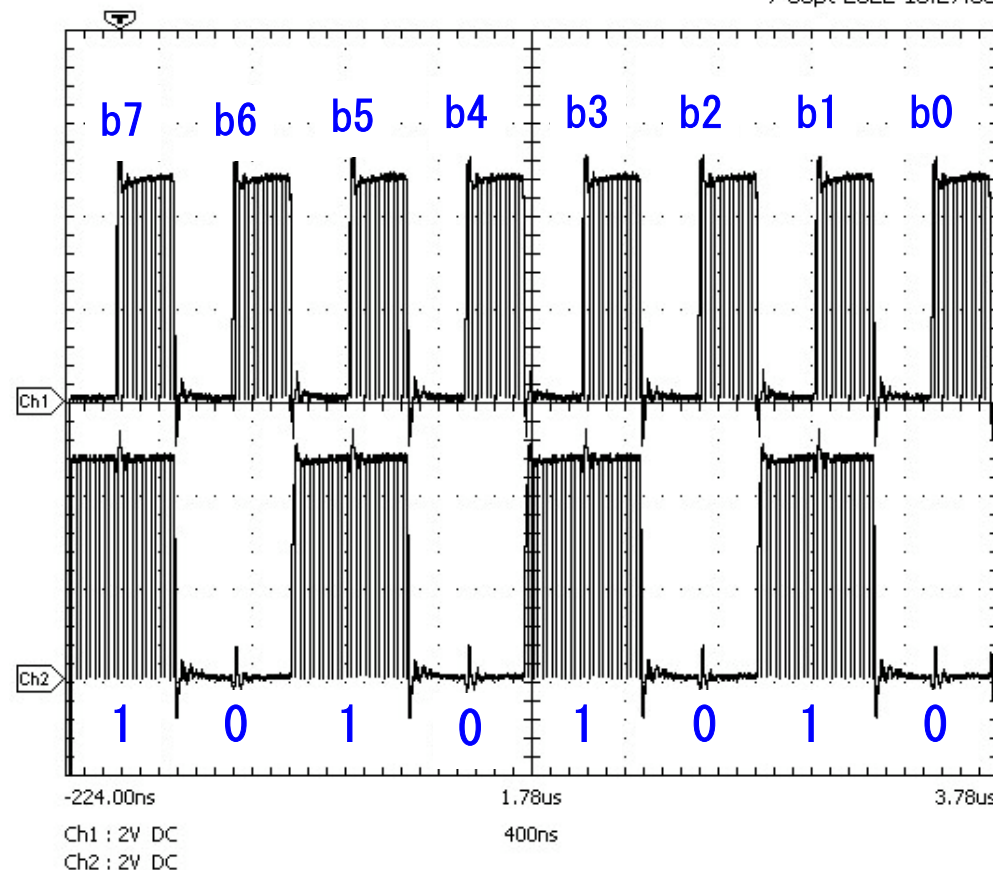 T
b7 b6 b5 b4 b3 b2 b1 b0
Ch1
Ch2
1 0 1 0 1 0 1 0
-224.00ns 1.78us 3.78us
Ch1 : 2V DC 400ns
Ch2 : 2V DC